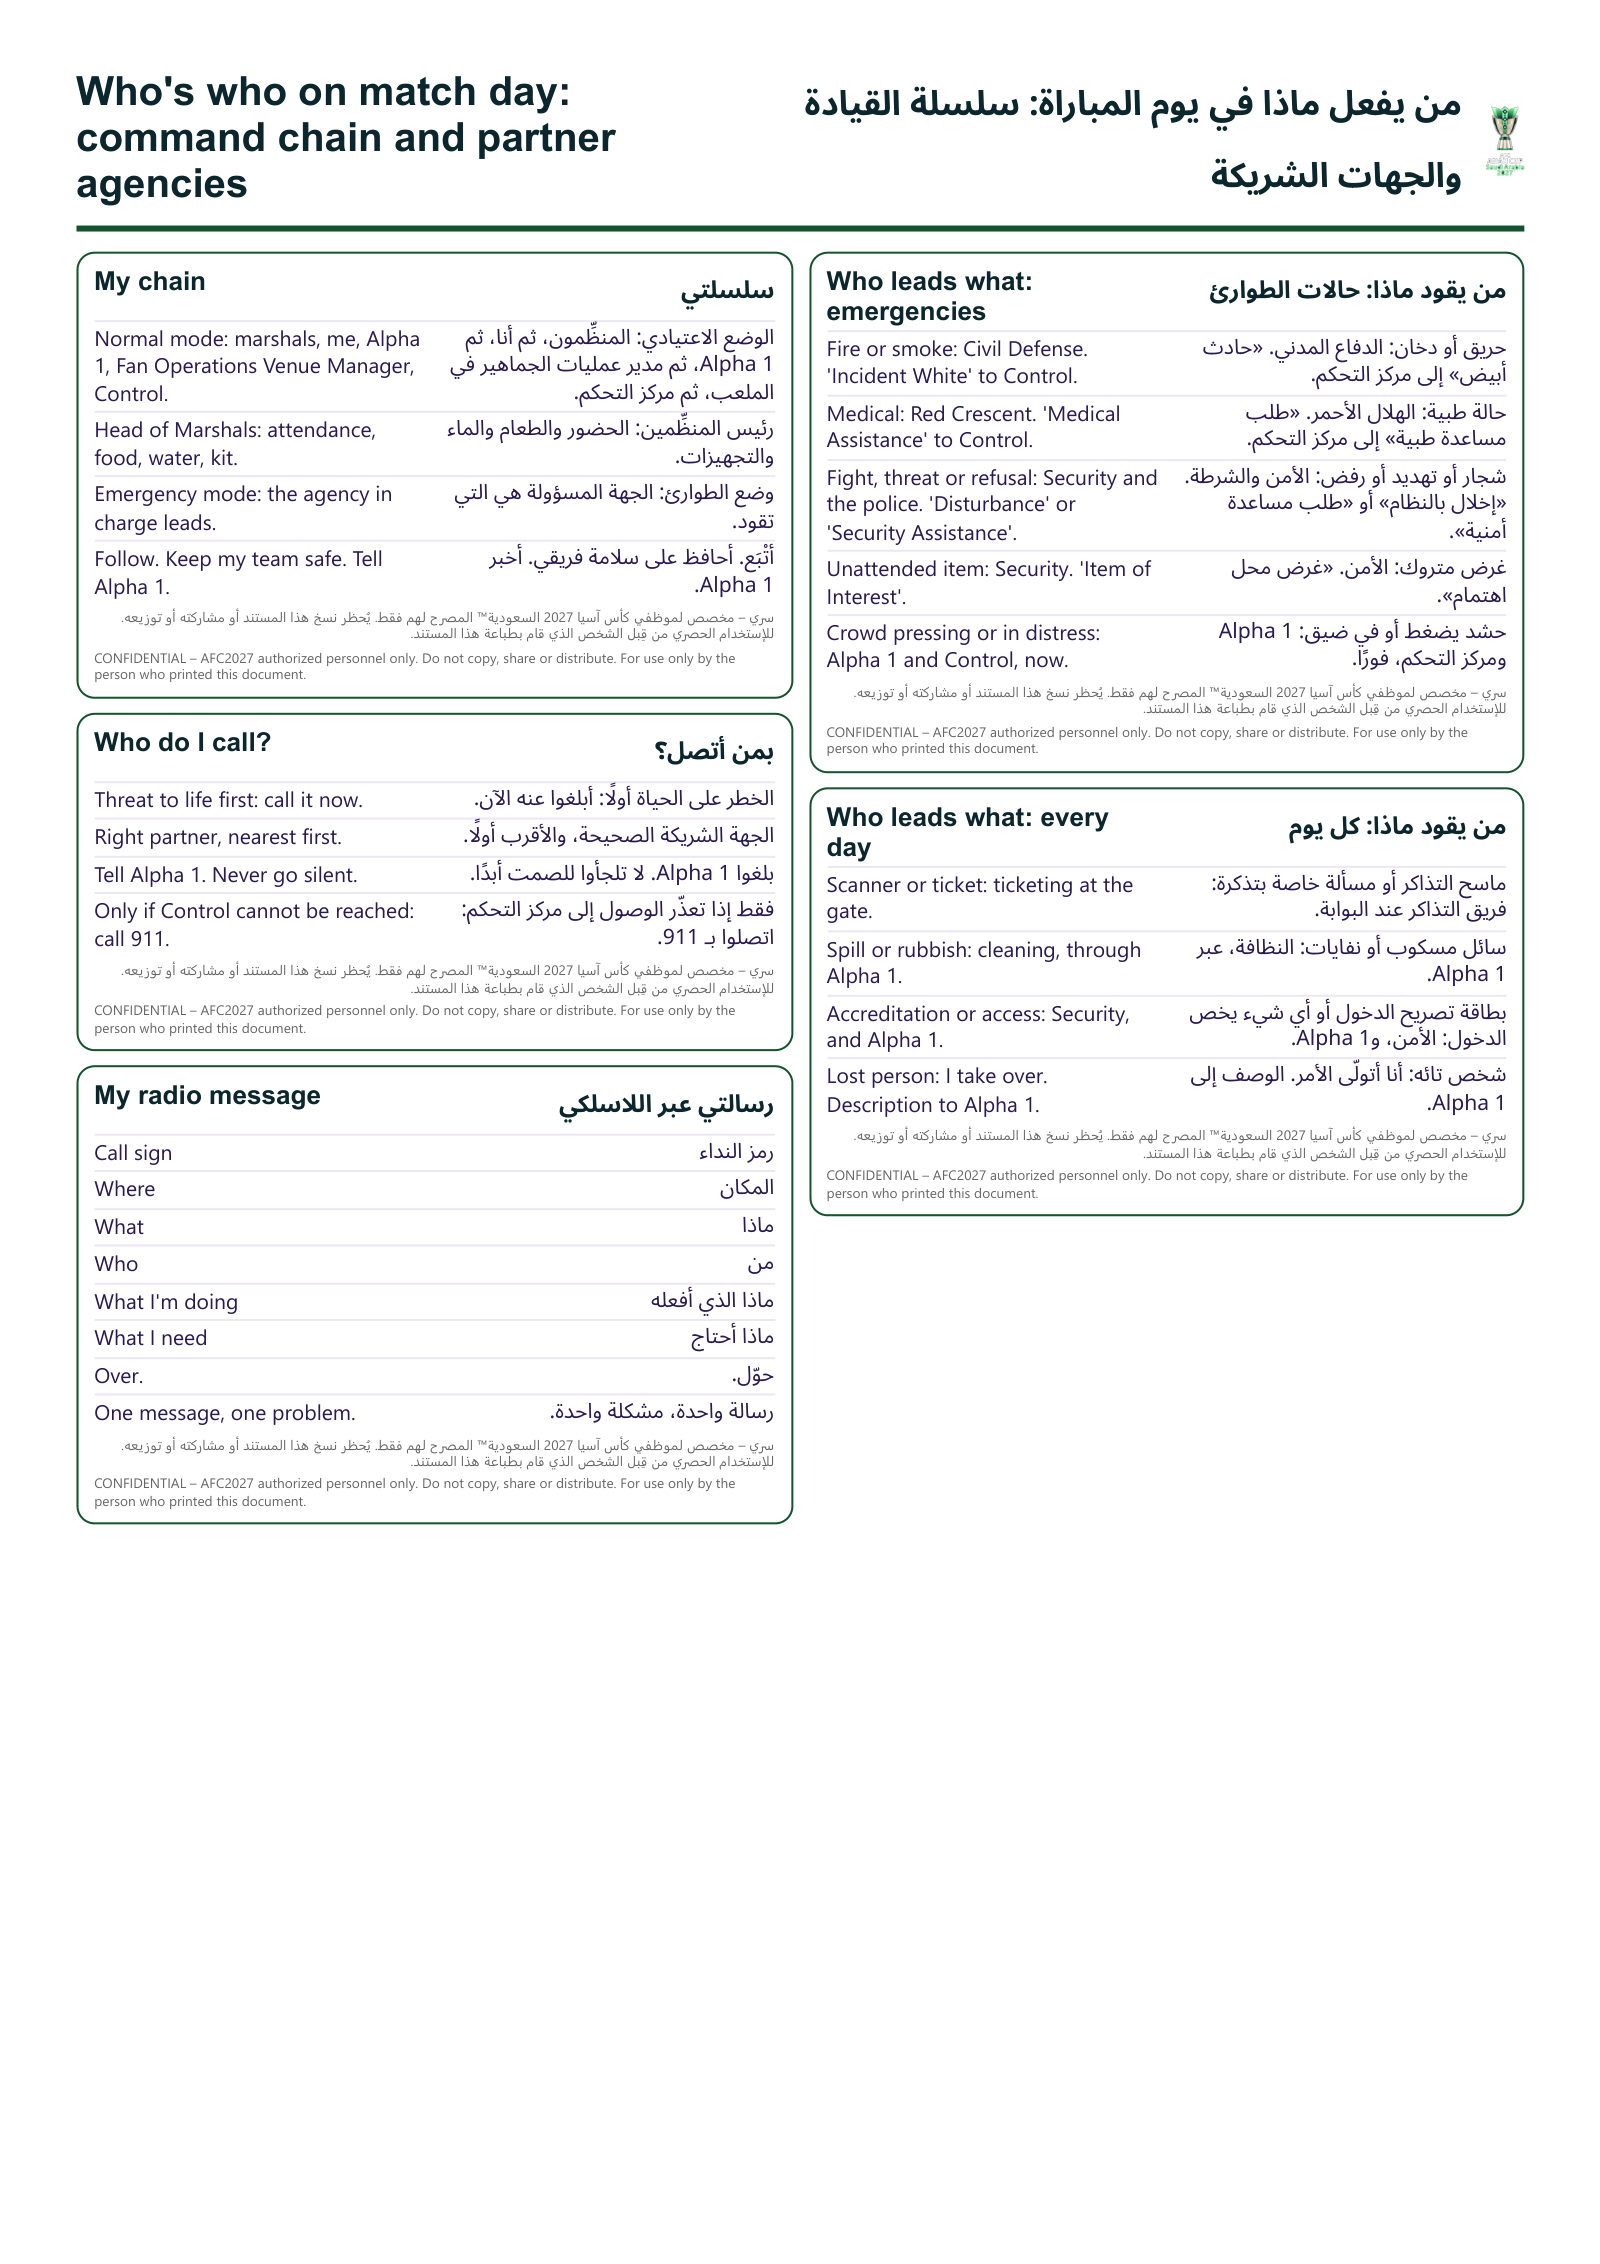 Who's who on match day:
command chain and partner
agencies
من يفعل ماذا في يوم المباراة: سلسلة القيادة
والجهات الشريكة
Saudi Arabia
2027
My chain
سلسلتي
Normal mode: marshals, me, Alpha
1, Fan Operations Venue Manager,
Control.
الوضع الاعتيادي: المنظِّمون، ثم أنا، ثم
Alpha 1، ثم مدير عمليات الجماهير في
الملعب، ثم مركز التحكم.
Head of Marshals: attendance,
food, water, kit.
رئيس المنظِّمين: الحضور والطعام والماء
والتجهيزات.
Emergency mode: the agency in
charge leads.
وضع الطوارئ: الجهة المسؤولة هي التي
تقود.
Follow. Keep my team safe. Tell
Alpha 1.
أتْبَع. أحافظ على سلامة فريقي. أخبر
Alpha 1.
سري – مخصص لموظفي كأس آسيا 2027 السعودية™ المصرح لهم فقط. يُحظر نسخ هذا المستند أو مشاركته أو توزيعه.
للإستخدام الحصري من قِبل الشخص الذي قام بطباعة هذا المستند.
CONFIDENTIAL – AFC2027 authorized personnel only. Do not copy, share or distribute. For use only by the
person who printed this document.
Who do I call?
بمن أتصل؟
Threat to life first: call it now.
الخطر على الحياة أولًا: أبلغوا عنه الآن.
Right partner, nearest first.
الجهة الشريكة الصحيحة، والأقرب أولًا.
Tell Alpha 1. Never go silent.
بلغوا Alpha 1. لا تلجأوا للصمت أبدًا.
Only if Control cannot be reached:
call 911.
فقط إذا تعذّر الوصول إلى مركز التحكم:
اتصلوا بـ 911.
سري – مخصص لموظفي كأس آسيا 2027 السعودية™ المصرح لهم فقط. يُحظر نسخ هذا المستند أو مشاركته أو توزيعه.
للإستخدام الحصري من قِبل الشخص الذي قام بطباعة هذا المستند.
CONFIDENTIAL – AFC2027 authorized personnel only. Do not copy, share or distribute. For use only by the
person who printed this document.
My radio message
رسالتي عبر اللاسلكي
Call sign
رمز النداء
Where
المكان
What
ماذا
Who
من
What I'm doing
ماذا الذي أفعله
What I need
ماذا أحتاج
Over.
حوّل.
One message, one problem.
رسالة واحدة، مشكلة واحدة.
سري – مخصص لموظفي كأس آسيا 2027 السعودية™ المصرح لهم فقط. يُحظر نسخ هذا المستند أو مشاركته أو توزيعه.
للإستخدام الحصري من قِبل الشخص الذي قام بطباعة هذا المستند.
CONFIDENTIAL – AFC2027 authorized personnel only. Do not copy, share or distribute. For use only by the
person who printed this document.
Who leads what:
emergencies
من يقود ماذا: حالات الطوارئ
Fire or smoke: Civil Defense.
'Incident White' to Control.
حريق أو دخان: الدفاع المدني. «حادث
أبيض» إلى مركز التحكم.
Medical: Red Crescent. 'Medical
Assistance' to Control.
حالة طبية: الهلال الأحمر. «طلب
مساعدة طبية» إلى مركز التحكم.
Fight, threat or refusal: Security and
the police. 'Disturbance' or
'Security Assistance'.
شجار أو تهديد أو رفض: الأمن والشرطة.
«إخلال بالنظام» أو «طلب مساعدة
أمنية».
Unattended item: Security. 'Item of
Interest'.
غرض متروك: الأمن. «غرض محل
اهتمام».
Crowd pressing or in distress:
Alpha 1 and Control, now.
حشد يضغط أو في ضيق: Alpha 1
ومركز التحكم، فورًا.
سري – مخصص لموظفي كأس آسيا 2027 السعودية™ المصرح لهم فقط. يُحظر نسخ هذا المستند أو مشاركته أو توزيعه.
للإستخدام الحصري من قِبل الشخص الذي قام بطباعة هذا المستند.
CONFIDENTIAL – AFC2027 authorized personnel only. Do not copy, share or distribute. For use only by the
person who printed this document.
Who leads what: every
day
من يقود ماذا: كل يوم
Scanner or ticket: ticketing at the
gate.
ماسح التذاكر أو مسألة خاصة بتذكرة:
فريق التذاكر عند البوابة.
Spill or rubbish: cleaning, through
Alpha 1.
سائل مسكوب أو نفايات: النظافة، عبر
Alpha 1.
Accreditation or access: Security,
and Alpha 1.
بطاقة تصريح الدخول أو أي شيء يخص
الدخول: الأمن، وAlpha 1.
Lost person: I take over.
Description to Alpha 1.
شخص تائه: أنا أتولّى الأمر. الوصف إلى
Alpha 1.
سري – مخصص لموظفي كأس آسيا 2027 السعودية™ المصرح لهم فقط. يُحظر نسخ هذا المستند أو مشاركته أو توزيعه.
للإستخدام الحصري من قِبل الشخص الذي قام بطباعة هذا المستند.
CONFIDENTIAL – AFC2027 authorized personnel only. Do not copy, share or distribute. For use only by the
person who printed this document.